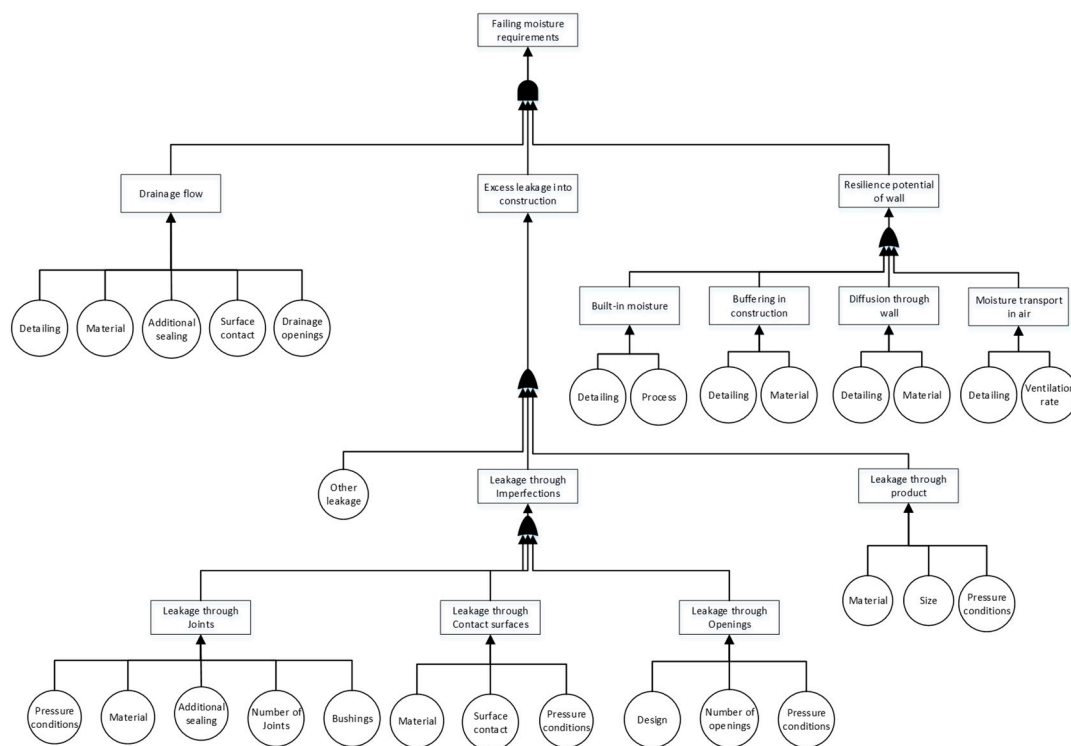 Failing moisture
requirements
Drainage flow
Excess leakage into
construction
Resilience potential
of wall
Detailing
Material
Additional
sealing
Surface
contact
Drainage
openings
Built-in moisture
Buffering in
construction
Diffusion through
wall
Moisture transport
in air
Detailing
Process
Detailing
Material
Detailing
Material
Detailing
Ventilation
rate
Other
leakage
Leakage through
Imperfections
Leakage through
product
Material
Size
Pressure
conditions
Leakage through
Joints
Leakage through
Contact surfaces
Leakage through
Openings
Pressure
conditions
Material
Additional
sealing
Number of
Joints
Bushings
Material
Surface
contact
Pressure
conditions
Design
Number of
openings
Pressure
conditions